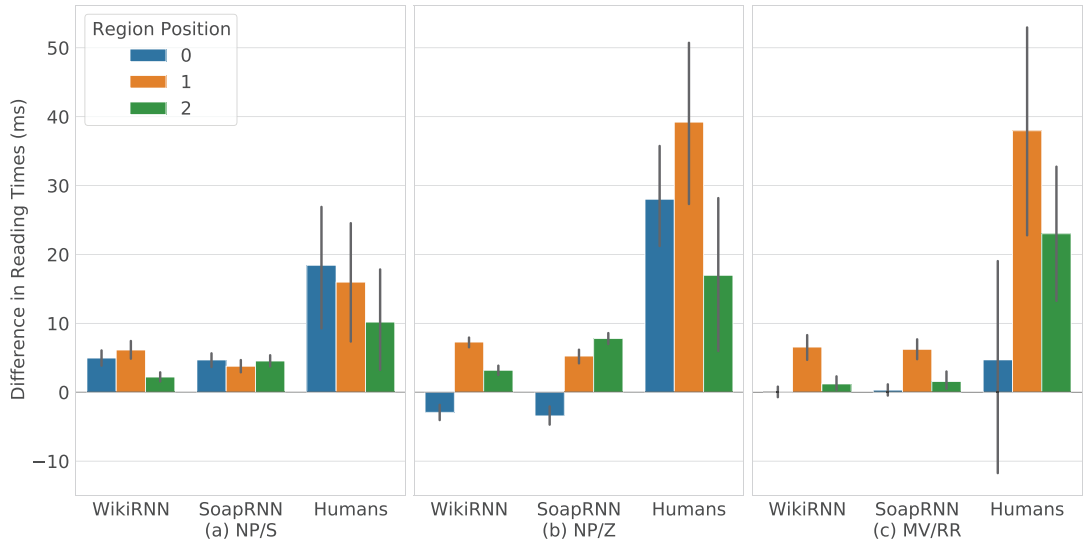 Region Position
0
1
2
Difference in Reading Times (ms)
50
40
30
20
10
0
−10
WikiRNN SoapRNN Humans
(a) NP/S
WikiRNN SoapRNN Humans
(b) NP/Z
WikiRNN SoapRNN Humans
(c) MV/RR